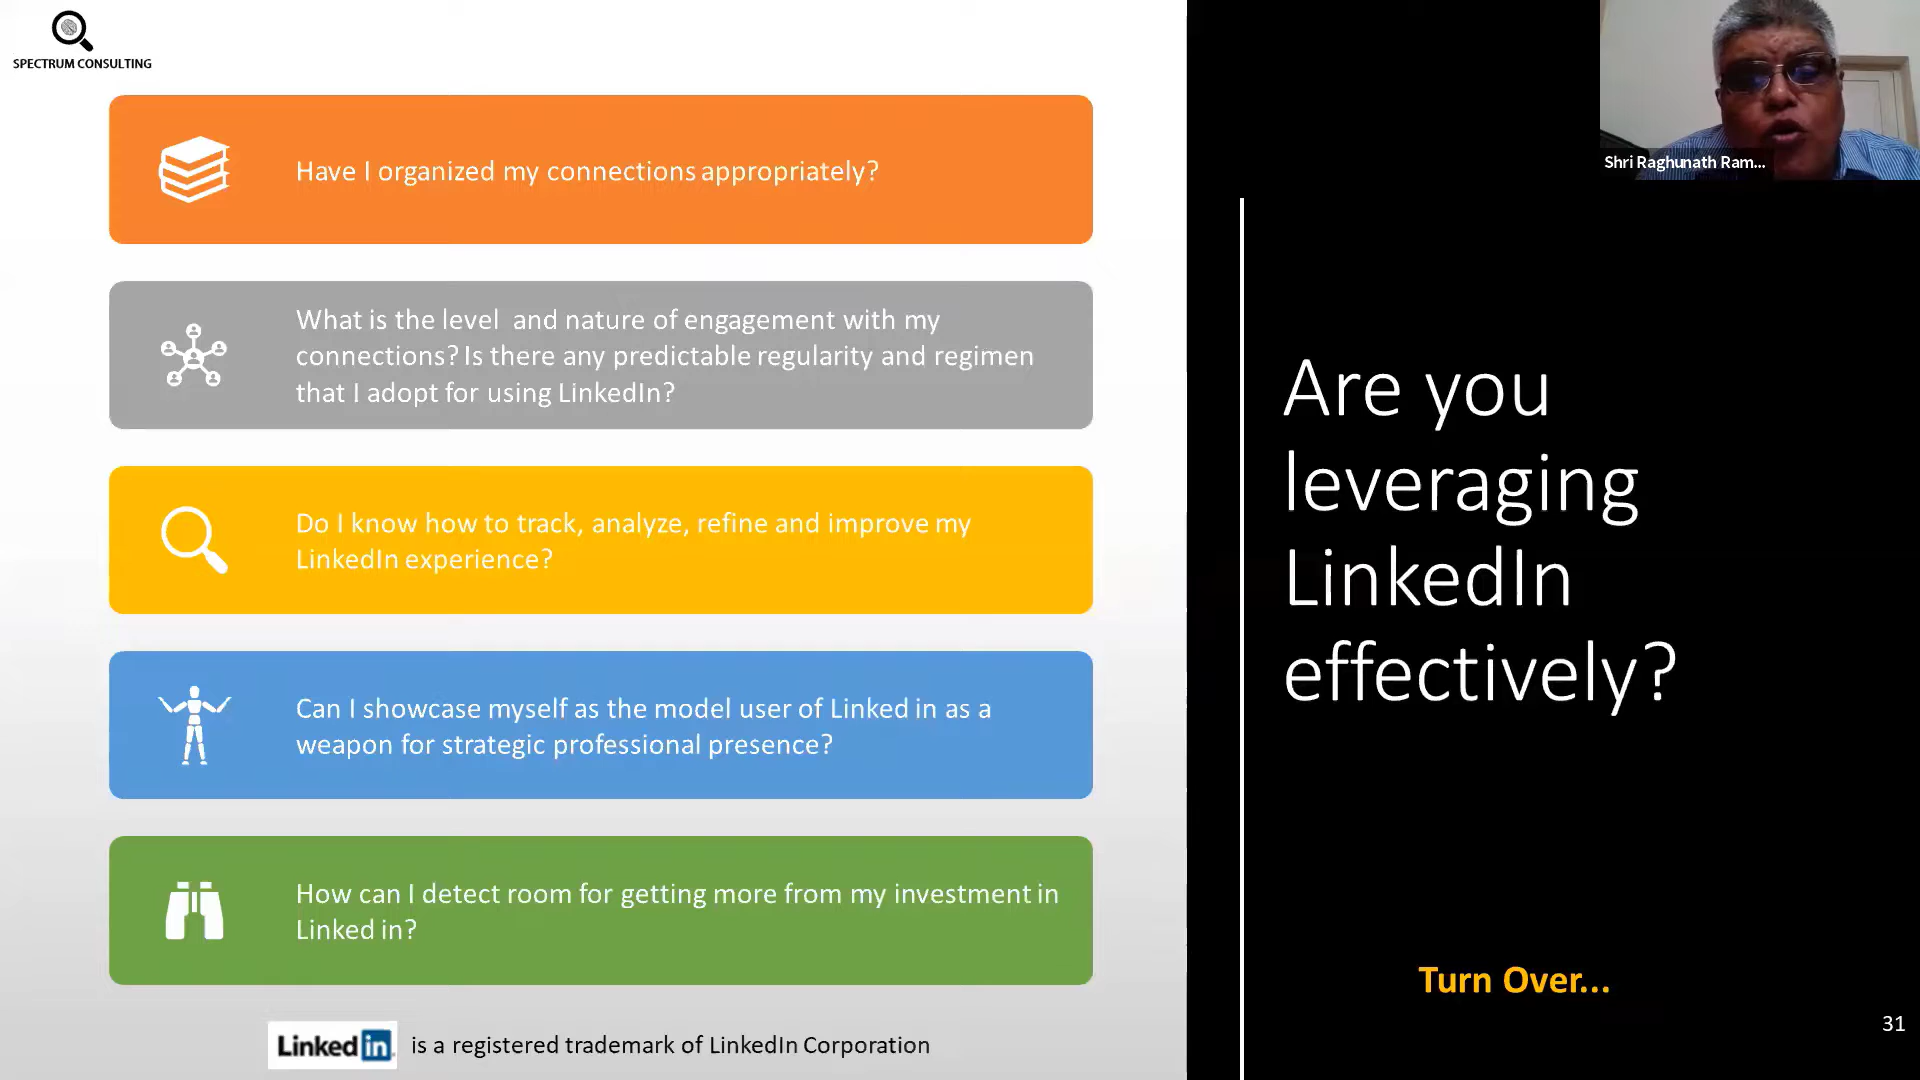 SPECTRUM CONSULTING
Have I organized my connections appropriately?
What is the level and nature of engagement with my
connections? Is there any predictable regularity and regimen
that I adopt for using LinkedIn?
Do I know how to track, analyze, refine and improve my
LinkedIn experience?
Can I showcase myself as the model user of Linked in as a
weapon for strategic professional presence?
How can I detect room for getting more from my investment in
Linked in?
Linked in is a registered trademark of LinkedIn Corporation
Shri Raghunath Ram...
Are you
leveraging
LinkedIn
effectively?
Turn Over...
31